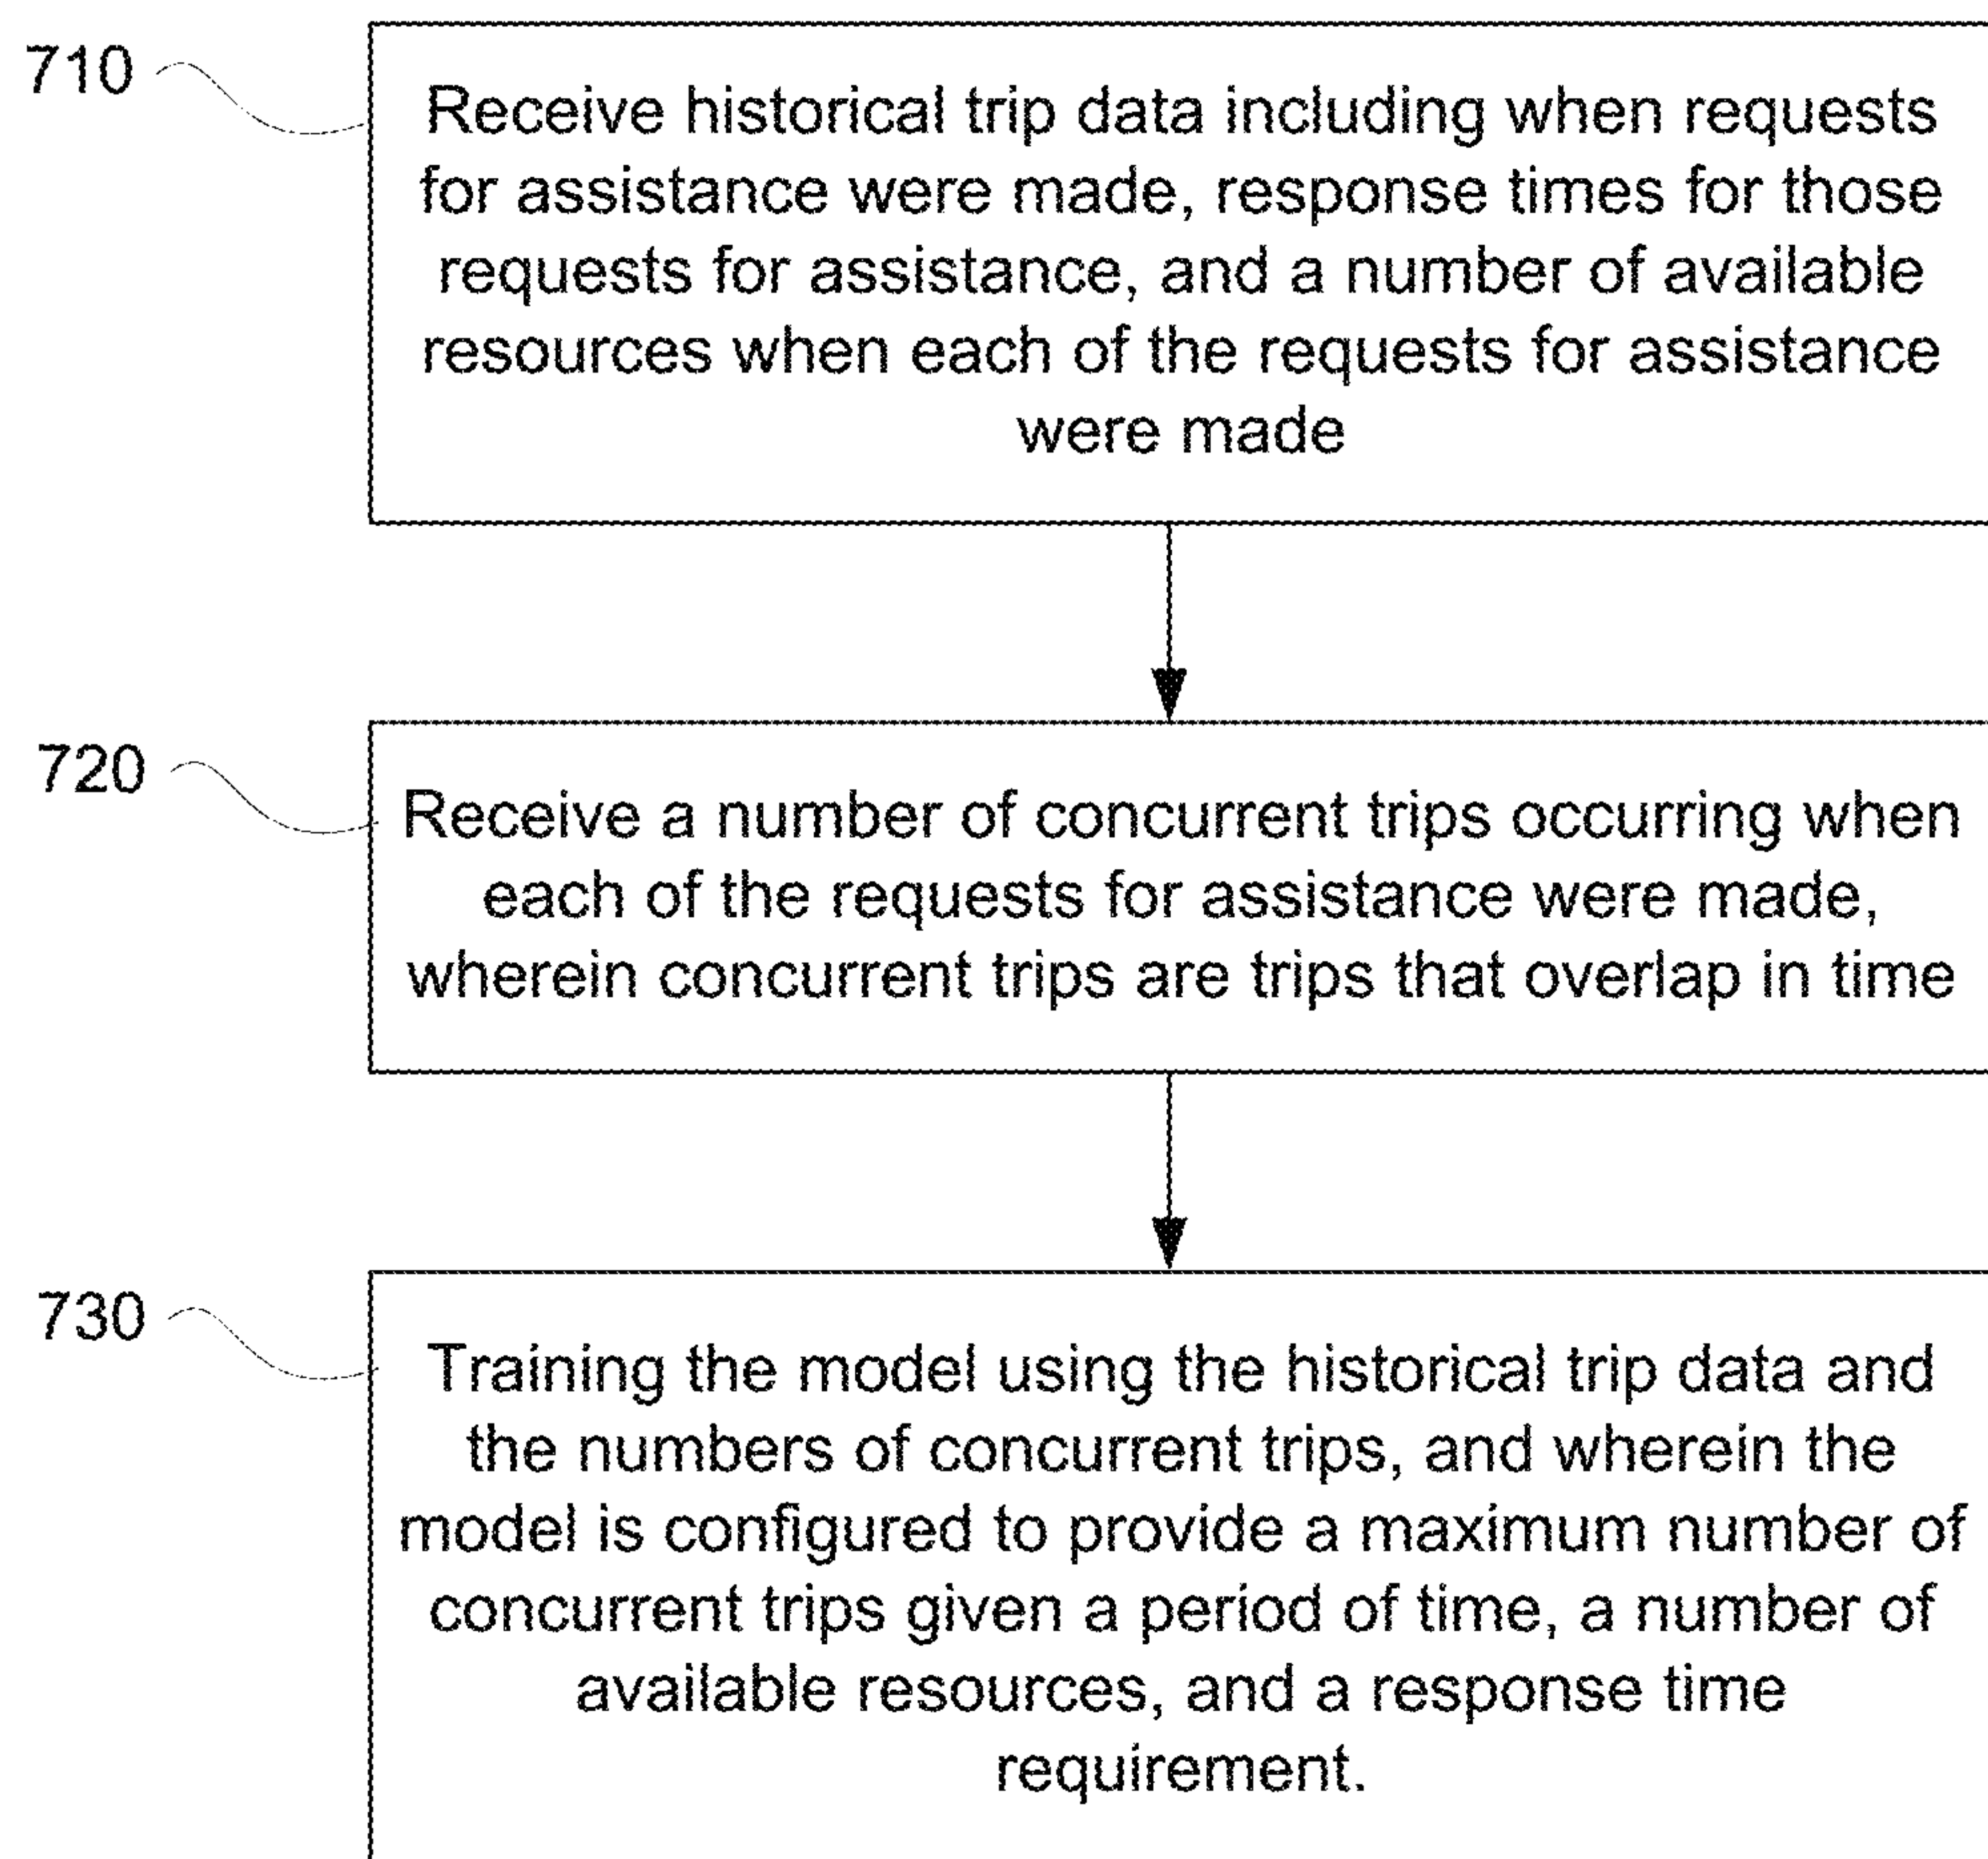 710
Receive historical trip data including when requests
for assistance were made, response times for those
requests for assistance, and a number of available
resources when each of the requests for assistance
were made
720
Receive a number of concurrent trips occurring when
each of the requests for assistance were made,
wherein concurrent trips are trips that overlap in time
730
Training the model using the historical trip data and
the numbers of concurrent trips, and wherein the
model is configured to provide a maximum number of
concurrent trips given a period of time, a number of
available resources, and a response time
requirement.